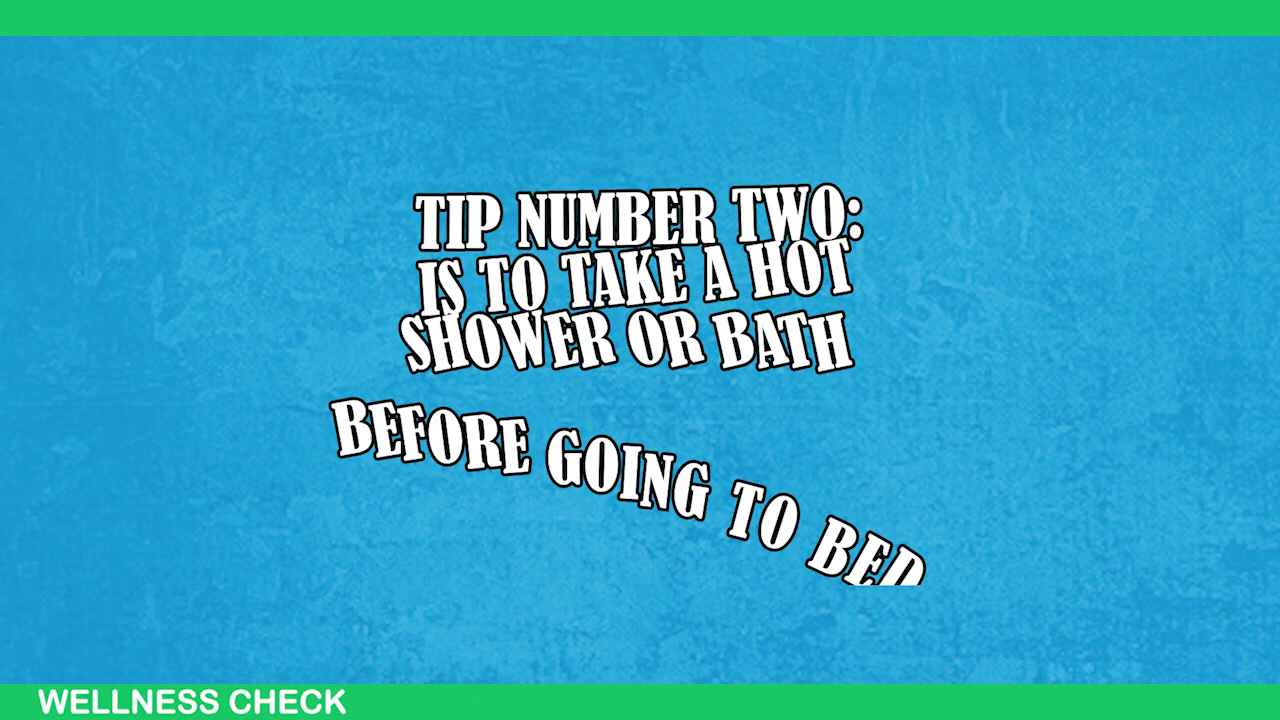 TIP NUMBER TWO:
IS TO TAKE A HOT
SHOWER OR BATH
BEFORE GOING TO BED
WELLNESS CHECK